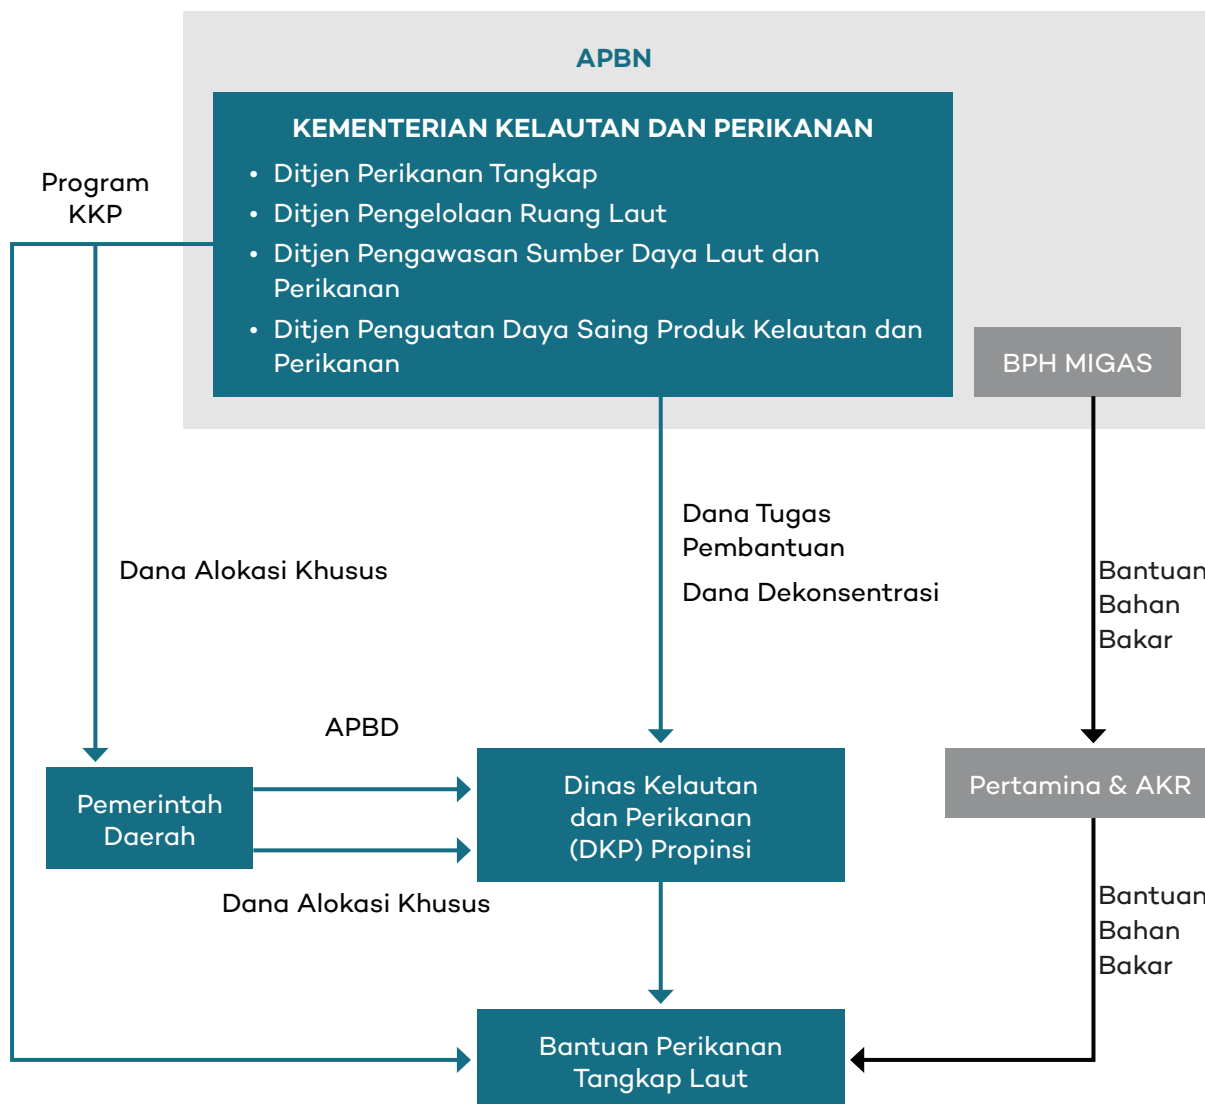 APBN
KEMENTERIAN KELAUTAN DAN PERIKANAN
• Ditjen Perikanan Tangkap
• Ditjen Pengelolaan Ruang Laut
• Ditjen Pengawasan Sumber Daya Laut dan
Perikanan
• Ditjen Penguatan Daya Saing Produk Kelautan dan
Perikanan
BPH MIGAS
Program
KKP
Dana Alokasi Khusus
Dana Tugas
Pembantuan
Dana Dekonsentrasi
Bantuan
Bahan
Bakar
APBD
Pemerintah
Daerah
Dinas Kelautan
dan Perikanan
(DKP) Propinsi
Pertamina & AKR
Dana Alokasi Khusus
Bantuan
Bahan
Bakar
Bantuan Perikanan
Tangkap Laut